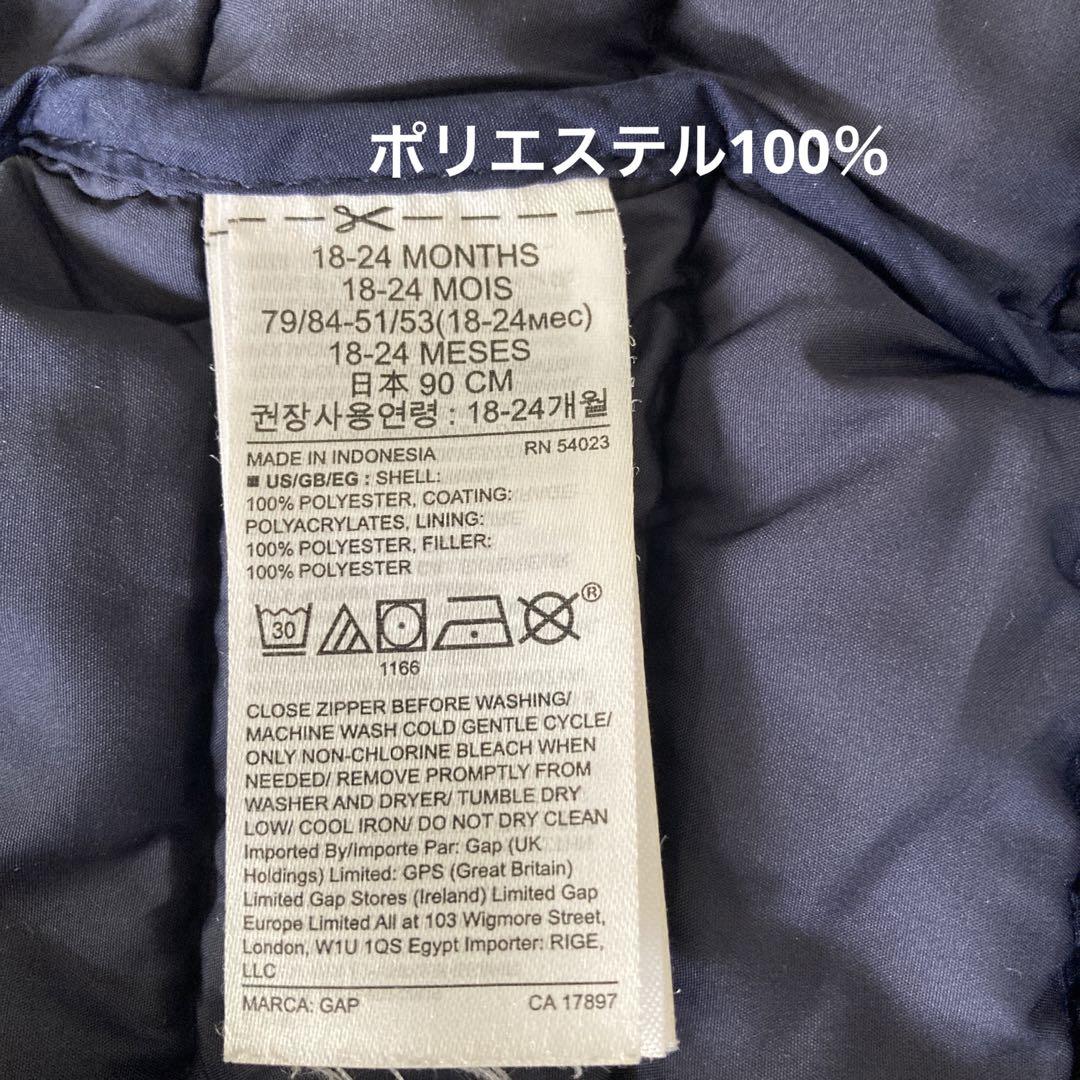 ポリエステル100%
18-24 MONTHS
18-24 MOIS
79/84-51/53(18-24мес)
18-24 MESES
日本 90 CM
권장사용연령 : 18-24개월
MADE IN INDONESIA RN 54023
■ US/GB/EG : SHELL:
100% POLYESTER, COATING:
POLYACRYLATES, LINING:
100% POLYESTER, FILLER:
100% POLYESTER
30
®
1166
CLOSE ZIPPER BEFORE WASHING/
MACHINE WASH COLD GENTLE CYCLE/
ONLY NON-CHLORINE BLEACH WHEN
NEEDED/ REMOVE PROMPTLY FROM
WASHER AND DRYER/ TUMBLE DRY
LOW/ COOL IRON/ DO NOT DRY CLEAN
Imported By/Importe Par: Gap (UK
Holdings) Limited: GPS (Great Britain)
Limited Gap Stores (Ireland) Limited Gap
Europe Limited All at 103 Wigmore Street,
London, W1U 1QS Egypt Importer: RIGE,
LLC
MARCA: GAP CA 17897